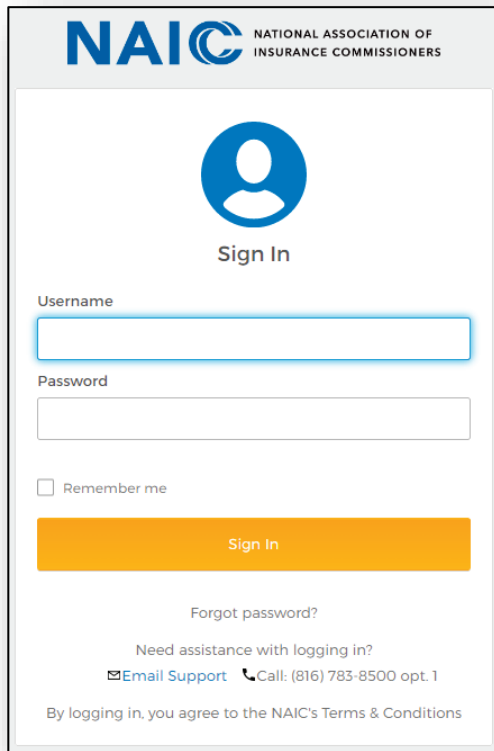 NAIC NATIONAL ASSOCIATION OF
INSURANCE COMMISSIONERS
Sign In
Username
Password
Remember me
Sign In
Forgot password?
Need assistance with logging in?
Email Support Call: (816) 783-8500 opt. 1
By logging in, you agree to the NAIC's Terms & Conditions